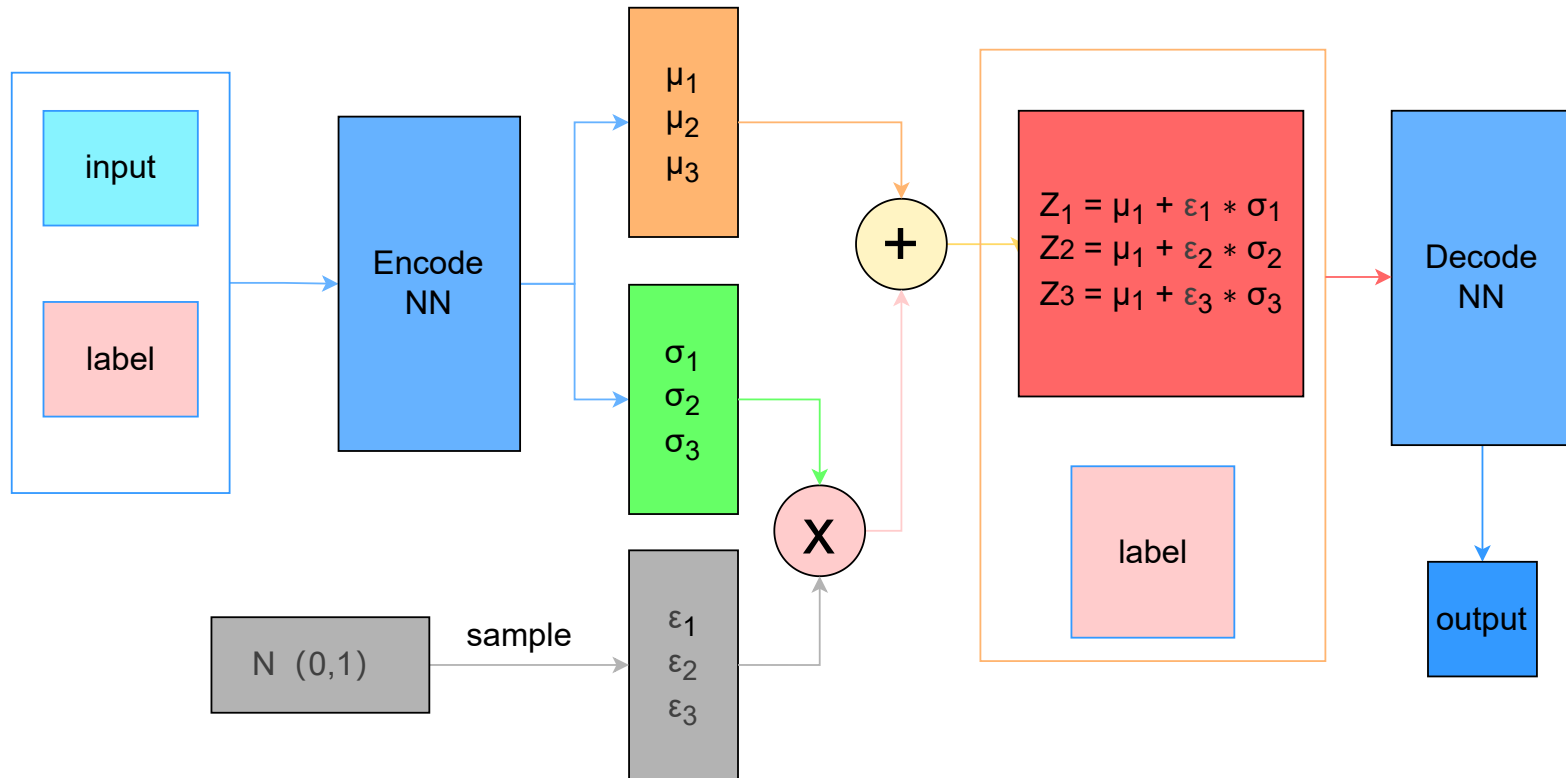 input
label
Encode
NN
μ₁
μ₂
μ₃
σ₁
σ₂
σ₃
N (0,1)
sample
ε₁
ε₂
ε₃
+
X
Z₁ = μ₁ + ε₁ * σ₁
Z2 = μ₁ + ε₂ * σ₂
Z3 = μ₁ + ε₃ * σ₃
label
Decode
NN
output